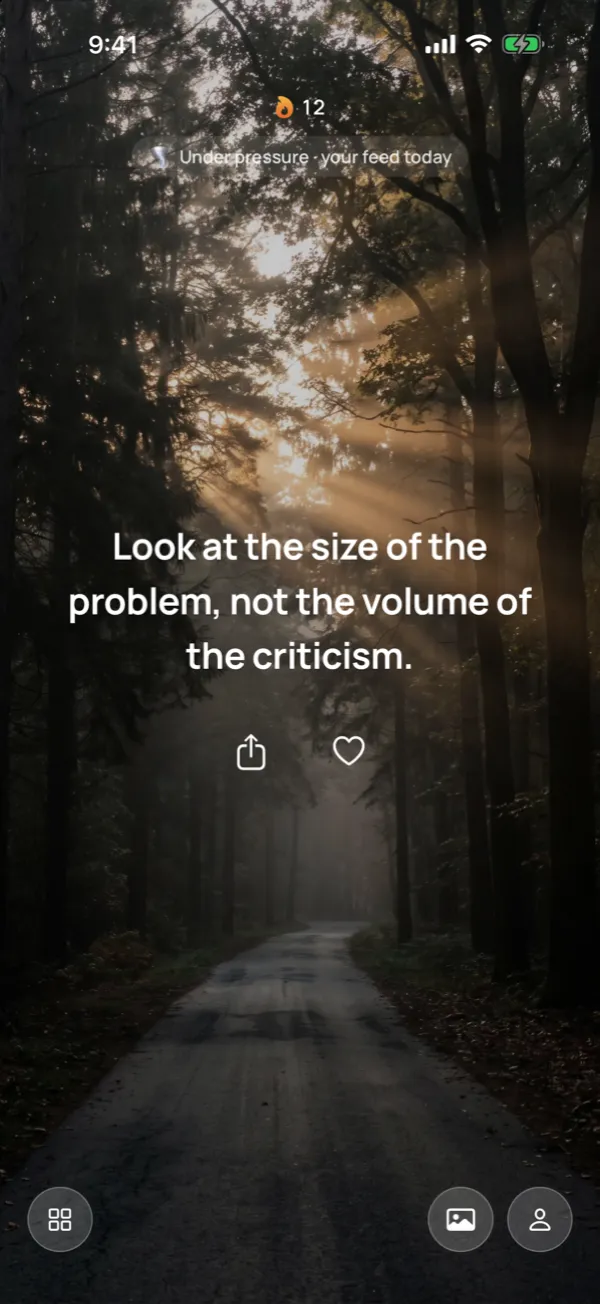 9:41
12
Under pressure · your feed today
Look at the size of the
problem, not the volume of
the criticism.